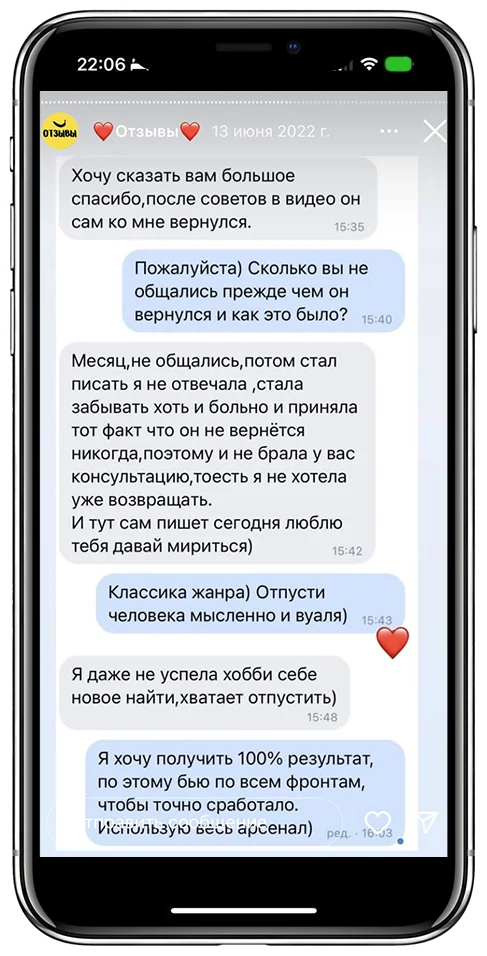 22:06
ОТЗЫВЫ
❤️Отзывы❤️ 13 июня 2022 г.
Хочу сказать вам большое
спасибо,после советов в видео он
сам ко мне вернулся.
15:35
Пожалуйста) Сколько вы не
общались прежде чем он
вернулся и как это было?
15:40
Месяц,не общались,потом стал
писать я не отвечала ,стала
забывать хоть и больно и приняла
тот факт что он не вернётся
никогда,поэтому и не брала у вас
консультацию,тоесть я не хотела
уже возвращать.
И тут сам пишет сегодня люблю
тебя давай мириться)
15:42
Классика жанра) Отпусти
человека мысленно и вуаля)
15:43
Я даже не успела хобби себе
новое найти,хватает отпустить)
15:48
Я хочу получить 100% результат,
по этому бью по всем фронтам,
чтобы точно сработало.
Отправить сообщение
Использую весь арсенал)
ред. · 16:03